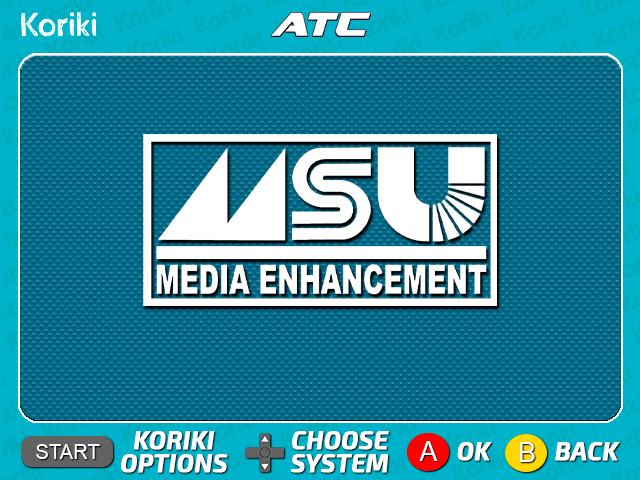 Koriki
ATC
MSU
MEDIA ENHANCEMENT
START
KORIKI
OPTIONS
CHOOSE
SYSTEM
A
OK
B
BACK